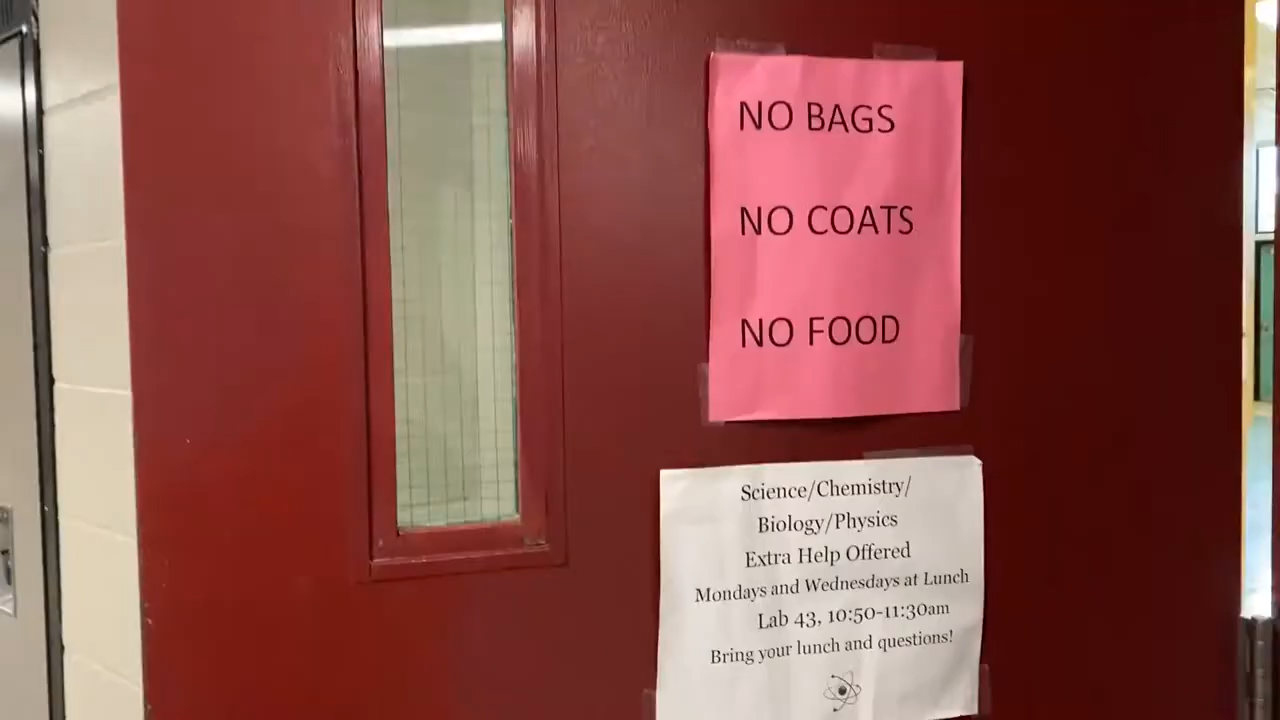 NO BAGS
NO COATS
NO FOOD
Science/Chemistry/
Biology/Physics
Extra Help Offered
Mondays and Wednesdays at Lunch
Lab 43, 10:50-11:30am
Bring your lunch and questions!